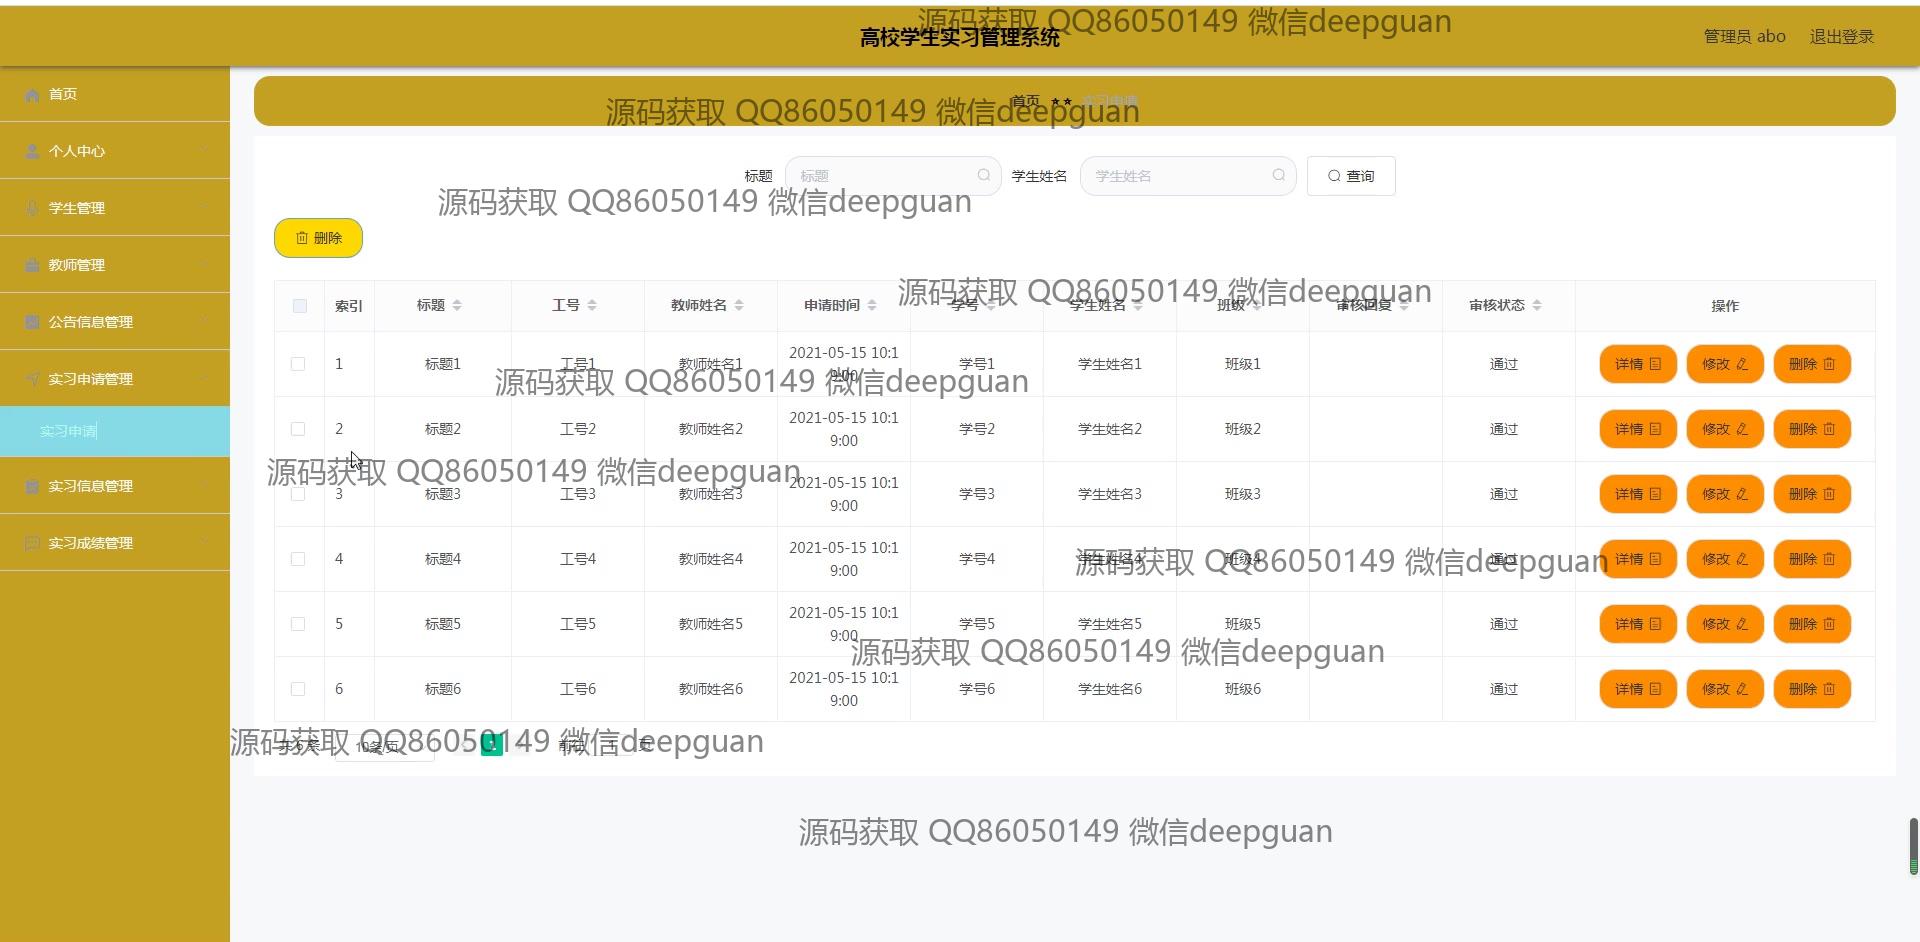 源码获取 QQ86050149 微信deepguan
高校学生实习管理系统
管理员 abo 退出登录
首页
个人中心
学生管理
教师管理
公告信息管理
实习申请管理
实习申请
实习信息管理
实习成绩管理
首页 ★★ 实习申请
源码获取 QQ86050149 微信deepguan
标题 标题 学生姓名 学生姓名 查询
源码获取 QQ86050149 微信deepguan
删除
源码获取 QQ86050149 微信deepguan
索引 标题 工号 教师姓名 申请时间 学号 学生姓名 班级 审核回复 审核状态 操作
1 标题1 工号1 教师姓名1 2021-05-15 10:1 学号1 学生姓名1 班级1 通过 详情 修改 删除
9:00
源码获取 QQ86050149 微信deepguan
2 标题2 工号2 教师姓名2 2021-05-15 10:1 学号2 学生姓名2 班级2 通过 详情 修改 删除
9:00
源码获取 QQ86050149 微信deepguan
3 标题3 工号3 教师姓名3 2021-05-15 10:1 学号3 学生姓名3 班级3 通过 详情 修改 删除
9:00
4 标题4 工号4 教师姓名4 2021-05-15 10:1 学号4 学生姓名4 班级4 通过 详情 修改 删除
9:00
源码获取 QQ86050149 微信deepguan
5 标题5 工号5 教师姓名5 2021-05-15 10:1 学号5 学生姓名5 班级5 通过 详情 修改 删除
9:00
源码获取 QQ86050149 微信deepguan
6 标题6 工号6 教师姓名6 2021-05-15 10:1 学号6 学生姓名6 班级6 通过 详情 修改 删除
9:00
源码获取 QQ86050149 微信deepguan
共 6 条 10条/页 1 前往 1 页
源码获取 QQ86050149 微信deepguan